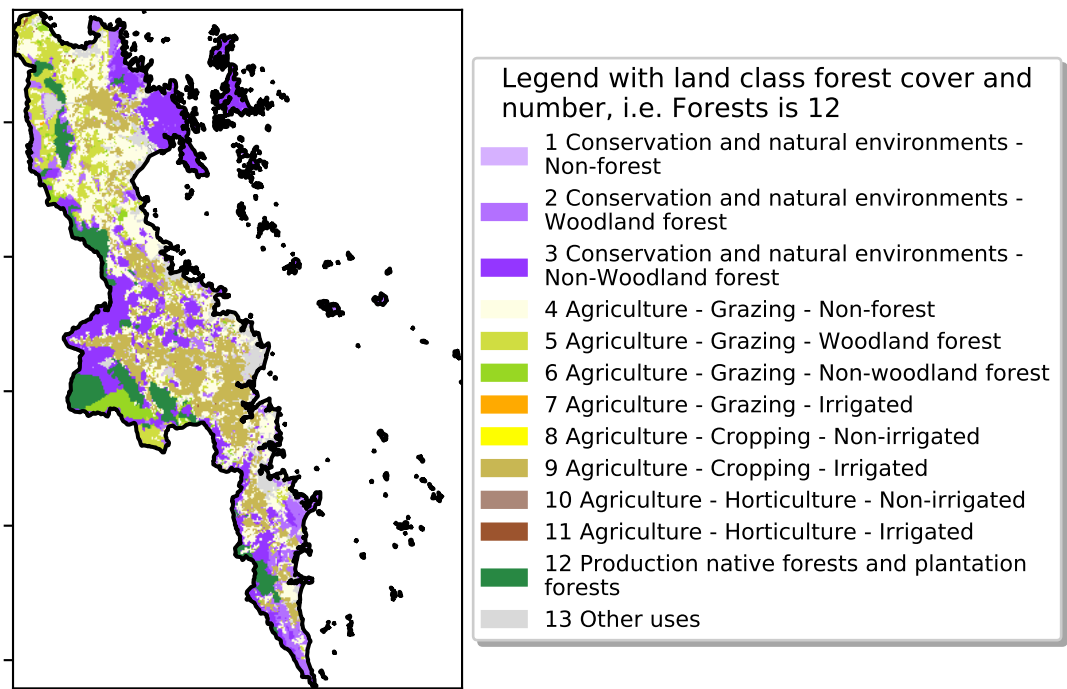 Legend with land class forest cover and
number, i.e. Forests is 12
1 Conservation and natural environments -
Non-forest
2 Conservation and natural environments -
Woodland forest
3 Conservation and natural environments -
Non-Woodland forest
4 Agriculture - Grazing - Non-forest
5 Agriculture - Grazing - Woodland forest
6 Agriculture - Grazing - Non-woodland forest
7 Agriculture - Grazing - Irrigated
8 Agriculture - Cropping - Non-irrigated
9 Agriculture - Cropping - Irrigated
10 Agriculture - Horticulture - Non-irrigated
11 Agriculture - Horticulture - Irrigated
12 Production native forests and plantation
forests
13 Other uses